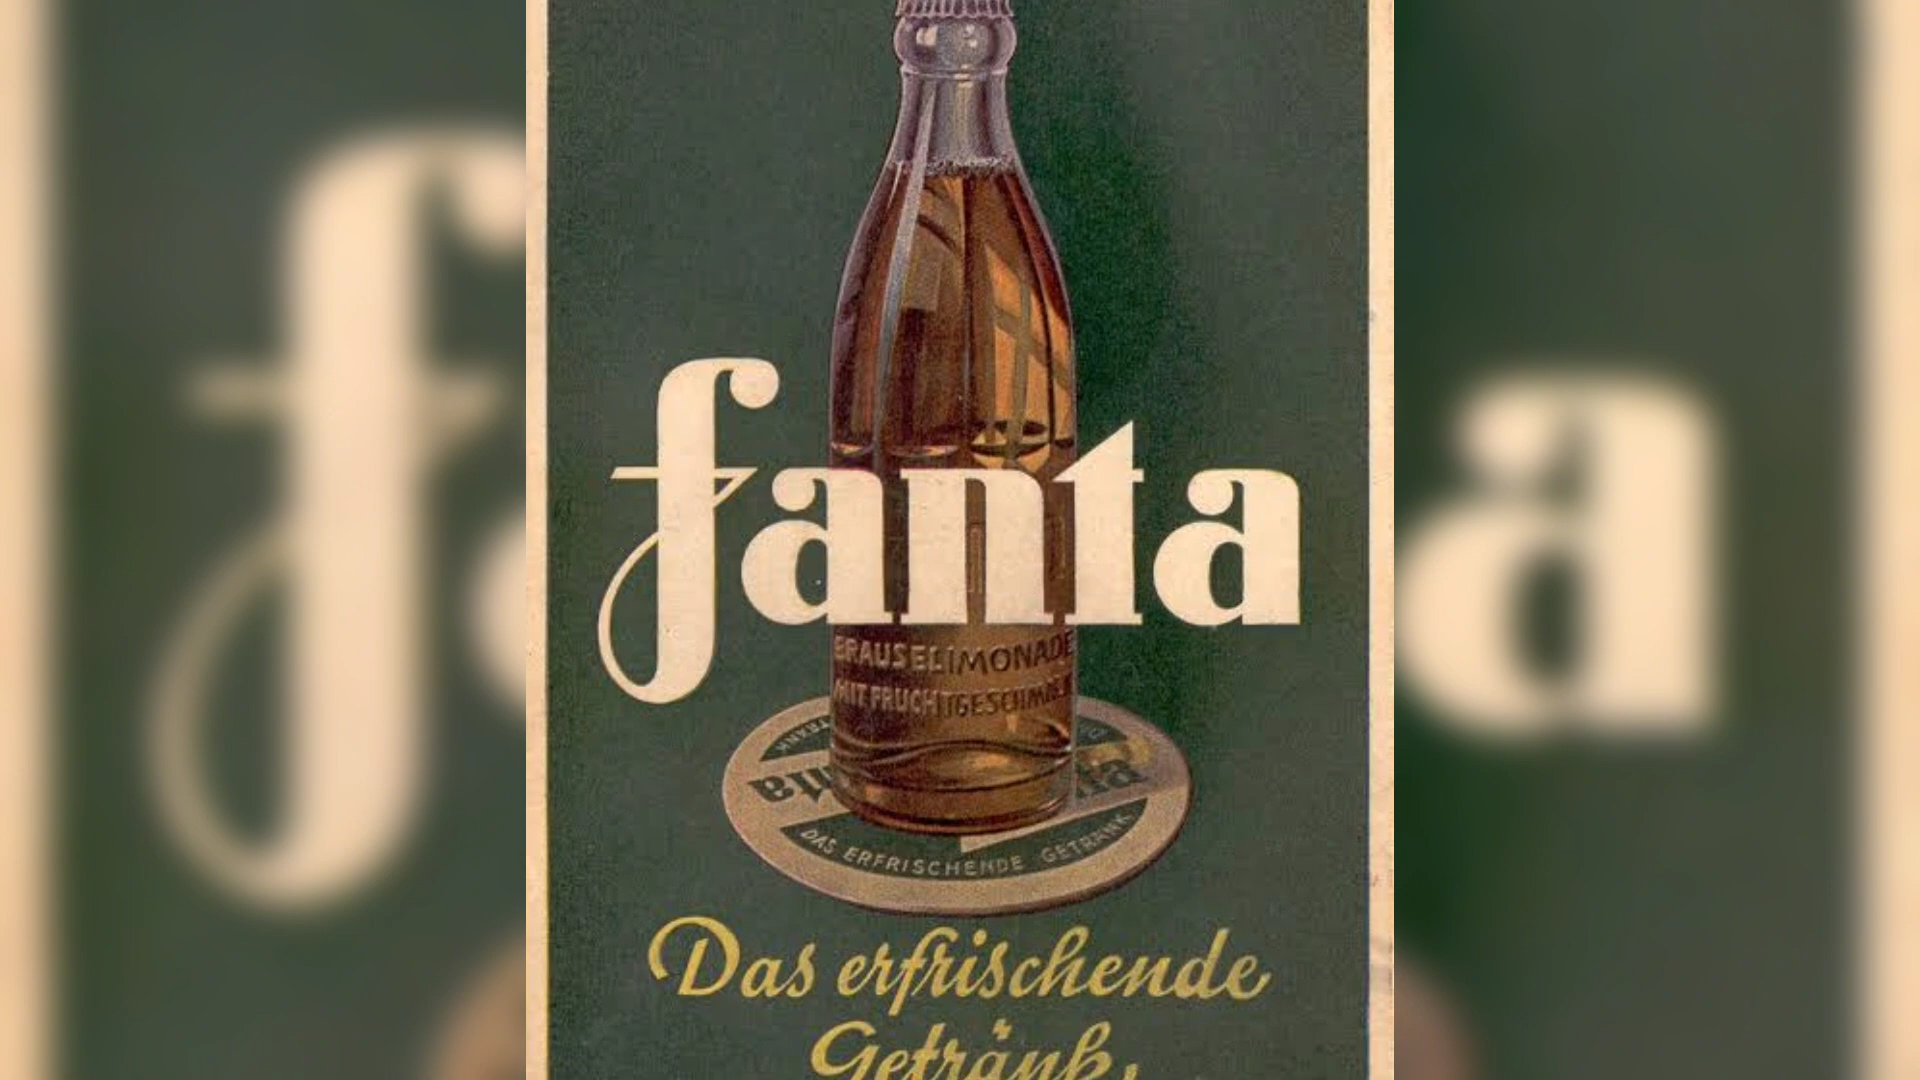 fanta
BRAUSELIMONADE
MIT FRUCHTGESCHMACK
DAS ERFRISCHENDE GETRÄNK
Das erfrischende
Getränk,